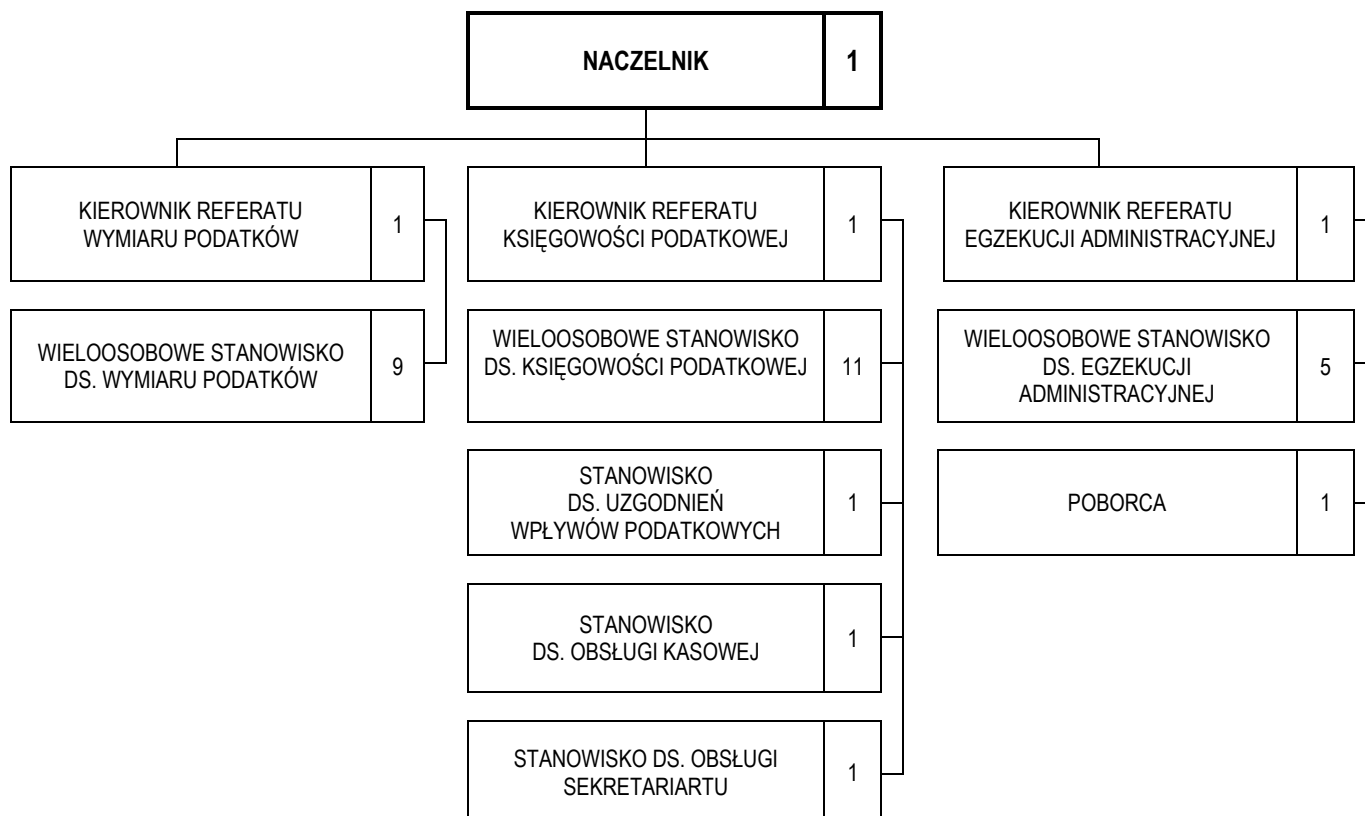 NACZELNIK 1
KIEROWNIK REFERATU
WYMIARU PODATKÓW
1
KIEROWNIK REFERATU
KSIĘGOWOŚCI PODATKOWEJ
1
KIEROWNIK REFERATU
EGZEKUCJI ADMINISTRACYJNEJ
1
WIELOOSOBOWE STANOWISKO
DS. WYMIARU PODATKÓW
9
WIELOOSOBOWE STANOWISKO
DS. KSIĘGOWOŚCI PODATKOWEJ
11
WIELOOSOBOWE STANOWISKO
DS. EGZEKUCJI
ADMINISTRACYJNEJ
5
STANOWISKO
DS. UZGODNIEŃ
WPŁYWÓW PODATKOWYCH
1
POBORCA 1
STANOWISKO
DS. OBSŁUGI KASOWEJ
1
STANOWISKO DS. OBSŁUGI
SEKRETARIARTU
1